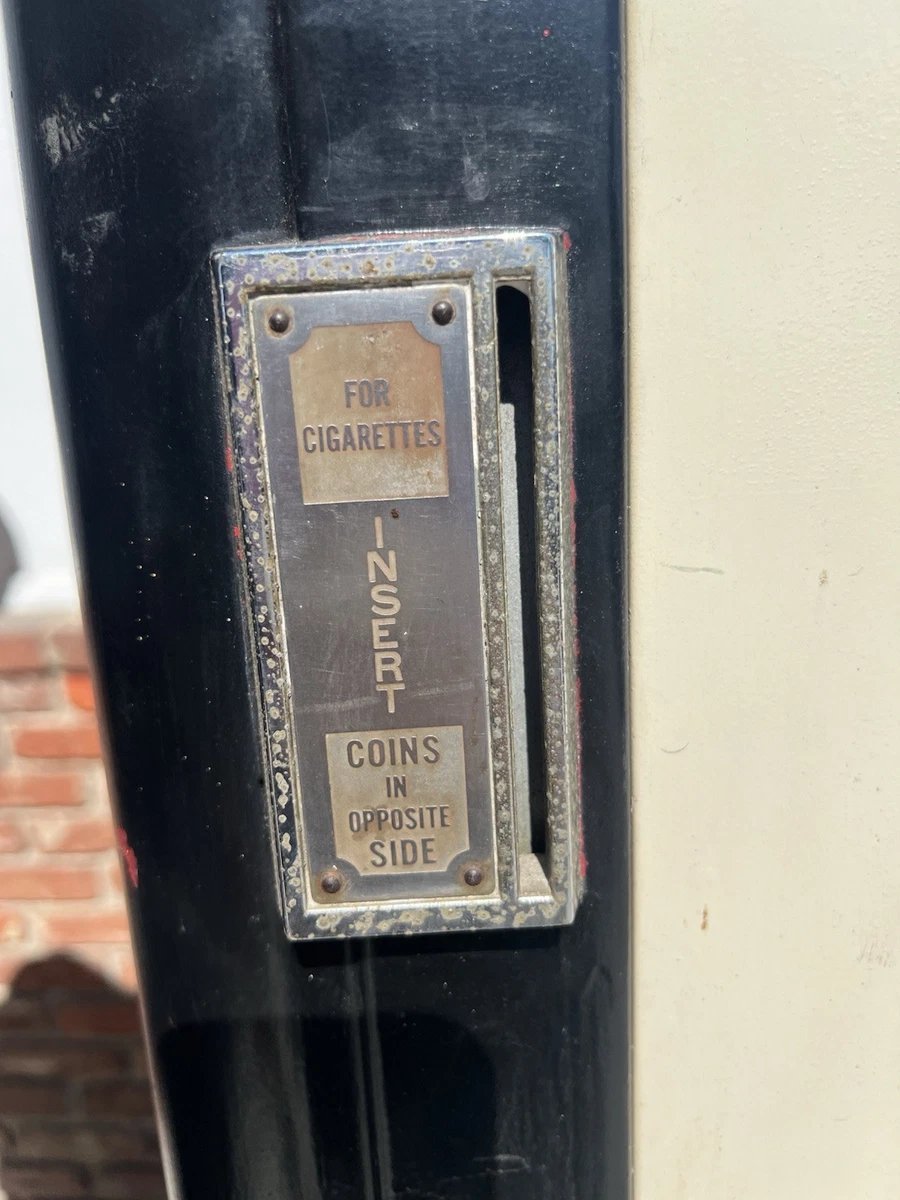 FOR
CIGARETTES
INSERT
COINS
IN
OPPOSITE
SIDE